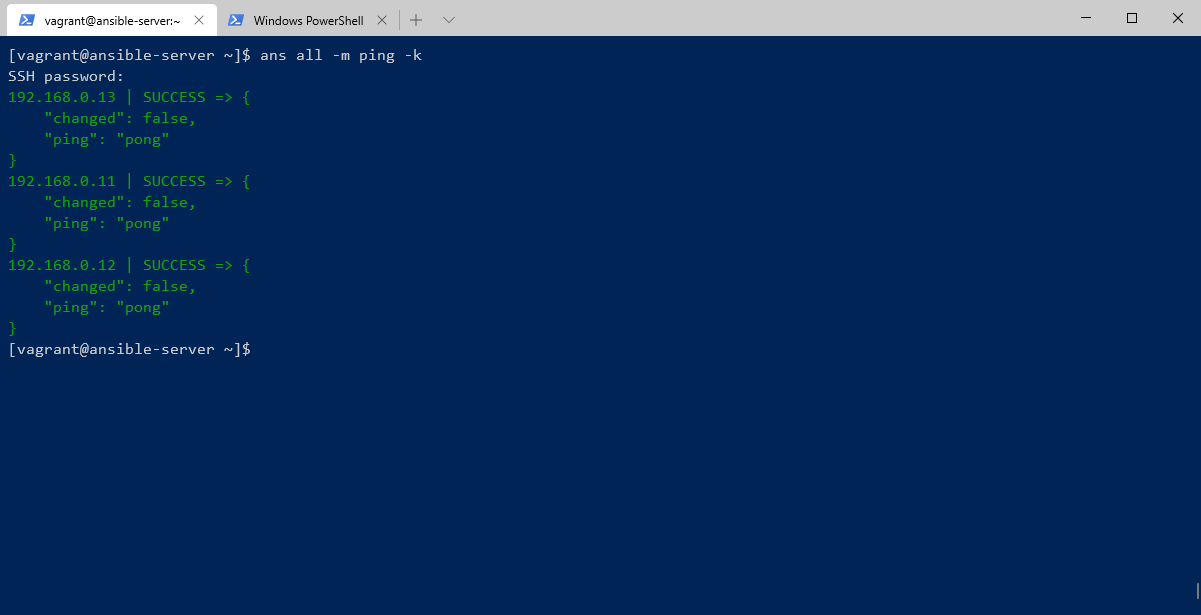 vagrant@ansible-server:~ Windows PowerShell
[vagrant@ansible-server ~]$ ans all -m ping -k
SSH password:
192.168.0.13 | SUCCESS => {
    "changed": false,
    "ping": "pong"
}
192.168.0.11 | SUCCESS => {
    "changed": false,
    "ping": "pong"
}
192.168.0.12 | SUCCESS => {
    "changed": false,
    "ping": "pong"
}
[vagrant@ansible-server ~]$